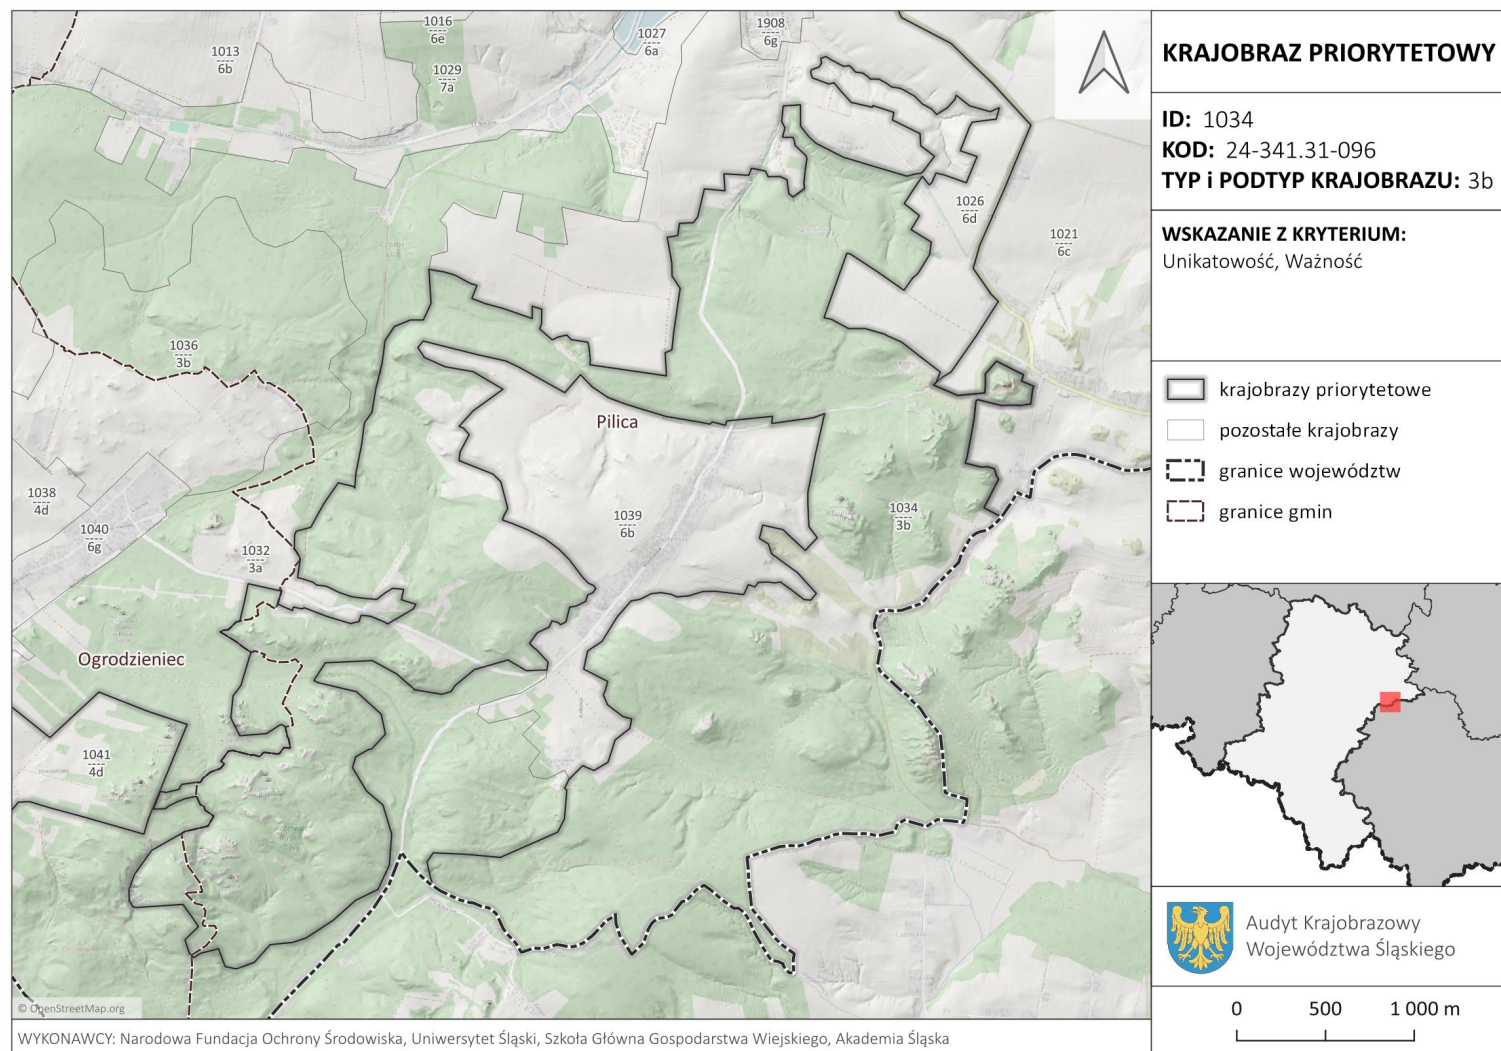 1016
6e
1027
6a
1908
6g
1013
6b
1029
7a
1026
6d
1021
6c
1036
3b
Pilica
1038
4d
1040
6g
1032
3a
1039
6b
1034
3b
Ogrodzieniec
1041
4d
© OpenStreetMap.org
WYKONAWCY: Narodowa Fundacja Ochrony Środowiska, Uniwersytet Śląski, Szkoła Główna Gospodarstwa Wiejskiego, Akademia Śląska
KRAJOBRAZ PRIORYTETOWY
ID: 1034
KOD: 24-341.31-096
TYP i PODTYP KRAJOBRAZU: 3b
WSKAZANIE Z KRYTERIUM:
Unikatowość, Ważność
krajobrazy priorytetowe
pozostałe krajobrazy
granice województw
granice gmin
Audyt Krajobrazowy
Województwa Śląskiego
0 500 1 000 m